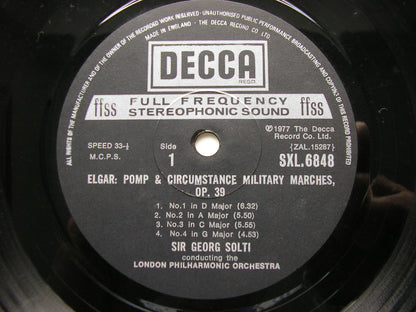 ALL RIGHTS OF THE MANUFACTURER AND OF THE OWNER OF THE RECORDED WORK RESERVED · UNAUTHORISED PUBLIC PERFORMANCE BROADCASTING AND COPYING OF THIS RECORD PROHIBITED
MADE IN ENGLAND · THE DECCA RECORD CO LTD
DECCA
REGD.
ffss FULL FREQUENCY ffss
STEREOPHONIC SOUND
SPEED 33-⅓
M.C.P.S.
Side
1
℗1977 The Decca
Record Co. Ltd.
(ZAL.15287)
SXL.6848
ELGAR: POMP & CIRCUMSTANCE MILITARY MARCHES,
OP. 39
1. No.1 in D Major (6.32)
2. No.2 in A Major (5.50)
3. No.3 in C Major (5.55)
4. No.4 in G Major (4.53)
SIR GEORG SOLTI
conducting the
LONDON PHILHARMONIC ORCHESTRA